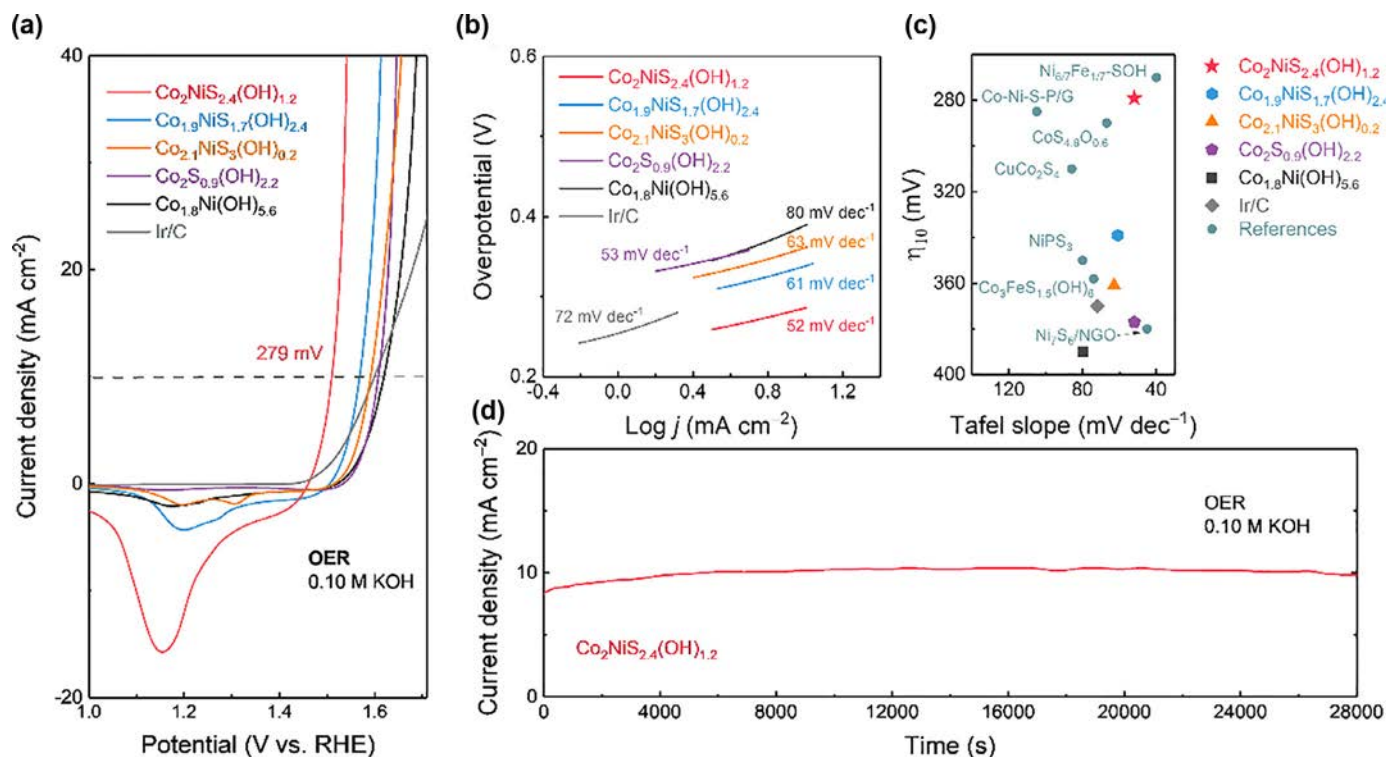 (a)
40
20
0
-20
Current density (mA cm⁻²)
Co₂NiS₂.₄(OH)₁.₂
Co₁.₉NiS₁.₇(OH)₂.₄
Co₂.₁NiS₃(OH)₀.₂
Co₂S₀.₉(OH)₂.₂
Co₁.₈Ni(OH)₅.₆
Ir/C
279 mV
OER
0.10 M KOH
1.0 1.2 1.4 1.6
Potential (V vs. RHE)
(b)
0.6
0.4
0.2
Overpotential (V)
Co₂NiS₂.₄(OH)₁.₂
Co₁.₉NiS₁.₇(OH)₂.₄
Co₂.₁NiS₃(OH)₀.₂
Co₂S₀.₉(OH)₂.₂
Co₁.₈Ni(OH)₅.₆
Ir/C
80 mV dec⁻¹
53 mV dec⁻¹
63 mV dec⁻¹
61 mV dec⁻¹
72 mV dec⁻¹
52 mV dec⁻¹
-0.4 0.0 0.4 0.8 1.2
Log j (mA cm⁻²)
(c)
280
320
360
400
η₁₀ (mV)
Ni₆/₇Fe₁/₇-SOH
Co-Ni-S-P/G
CoS₄.₈O₀.₆
CuCo₂S₄
NiPS₃
Co₃FeS₁.₅(OH)₆
Ni₇S₆/NGO
120 80 40
Tafel slope (mV dec⁻¹)
Co₂NiS₂.₄(OH)₁.₂
Co₁.₉NiS₁.₇(OH)₂.₄
Co₂.₁NiS₃(OH)₀.₂
Co₂S₀.₉(OH)₂.₂
Co₁.₈Ni(OH)₅.₆
Ir/C
References
(d)
20
10
0
Current density (mA cm⁻²)
OER
0.10 M KOH
Co₂NiS₂.₄(OH)₁.₂
0 4000 8000 12000 16000 20000 24000 28000
Time (s)